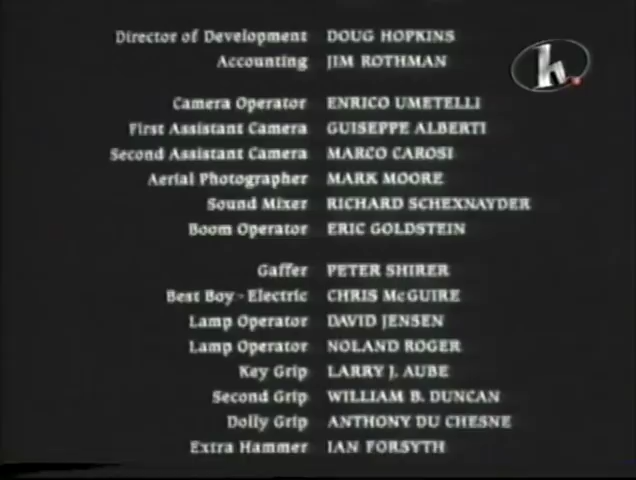 Director of Development DOUG HOPKINS
Accounting JIM ROTHMAN
h
Camera Operator ENRICO UMETELLI
First Assistant Camera GUISEPPE ALBERTI
Second Assistant Camera MARCO CAROSI
Aerial Photographer MARK MOORE
Sound Mixer RICHARD SCHEXNAYDER
Boom Operator ERIC GOLDSTEIN
Gaffer PETER SHIRER
Best Boy - Electric CHRIS McGUIRE
Lamp Operator DAVID JENSEN
Lamp Operator NOLAND ROGER
Key Grip LARRY J. AUBE
Second Grip WILLIAM B. DUNCAN
Dolly Grip ANTHONY DU CHESNE
Extra Hammer IAN FORSYTH